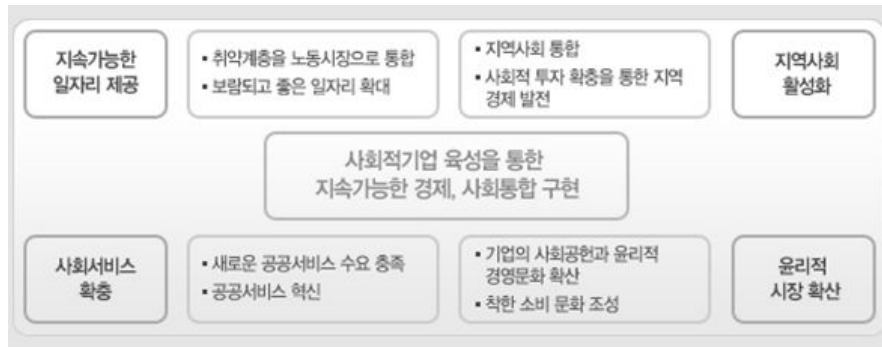 지속가능한
일자리 제공
▪ 취약계층을 노동시장으로 통합
▪ 보람되고 좋은 일자리 확대
▪ 지역사회 통합
▪ 사회적 투자 확충을 통한 지역
경제 발전
지역사회
활성화
사회적기업 육성을 통한
지속가능한 경제, 사회통합 구현
사회서비스
확충
▪ 새로운 공공서비스 수요 충족
▪ 공공서비스 혁신
▪ 기업의 사회공헌과 윤리적
경영문화 확산
▪ 착한 소비 문화 조성
윤리적
시장 확산